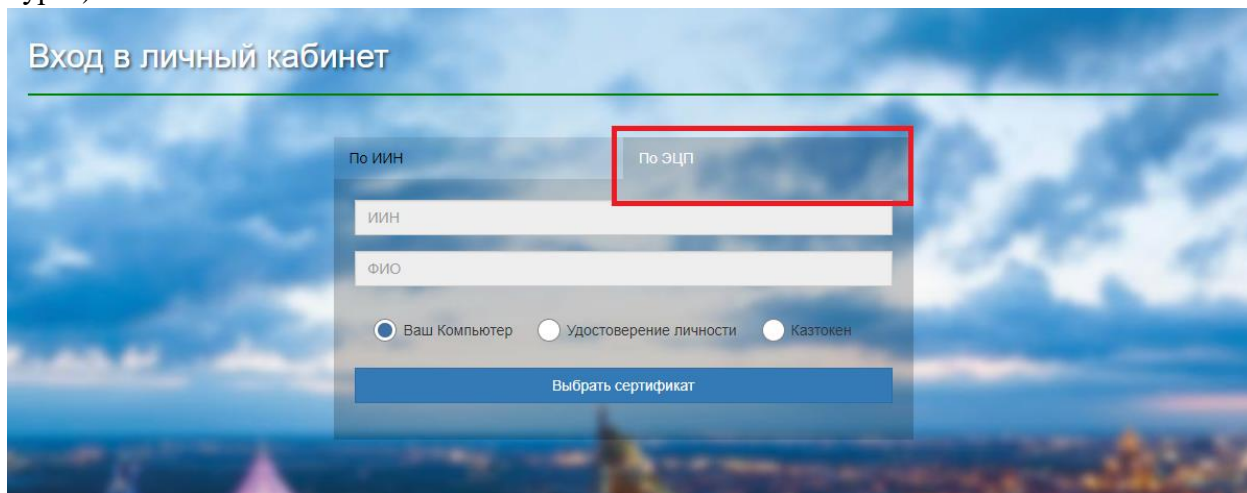 Вход в личный кабинет
По ИИН
По ЭЦП
ИИН
ФИО
Ваш Компьютер
Удостоверение личности
Казтокен
Выбрать сертификат